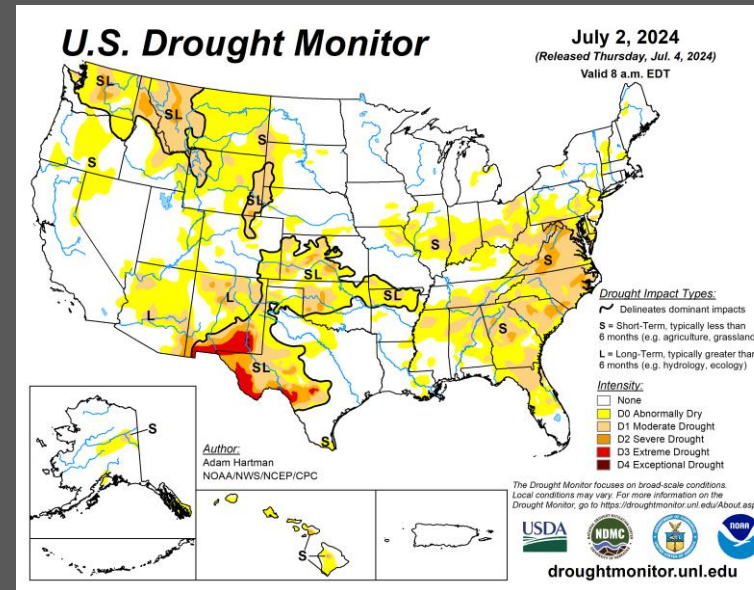 U.S. Drought Monitor
July 2, 2024
(Released Thursday, Jul. 4, 2024)
Valid 8 a.m. EDT
SL
SL
S
S
SL
SL
SL
S
S
S
L
L
SL
S
Drought Impact Types:
Delineates dominant impacts
S = Short-Term, typically less than
6 months (e.g. agriculture, grassland
L = Long-Term, typically greater than
6 months (e.g. hydrology, ecology)
Intensity:
None
D0 Abnormally Dry
D1 Moderate Drought
D2 Severe Drought
D3 Extreme Drought
D4 Exceptional Drought
S
Author:
Adam Hartman
NOAA/NWS/NCEP/CPC
S
The Drought Monitor focuses on broad-scale conditions.
Local conditions may vary. For more information on the
Drought Monitor, go to https://droughtmonitor.unl.edu/About.asp
USDA
NDMC
NOAA
droughtmonitor.unl.edu